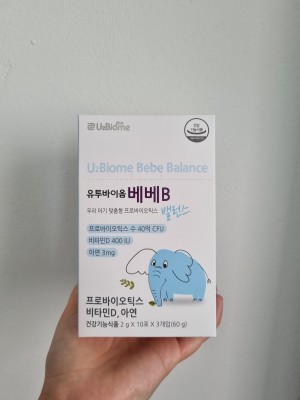 U2Biome
U2Biome Bebe Balance
유투바이옴 베베B
우리 아기 맞춤형 프로바이오틱스 밸런스
프로바이오틱스 수 40억 CFU
비타민D 400 IU
아연 3mg
프로바이오틱스
비타민D, 아연
건강기능식품 2 g X 10포 X 3개입(60 g)